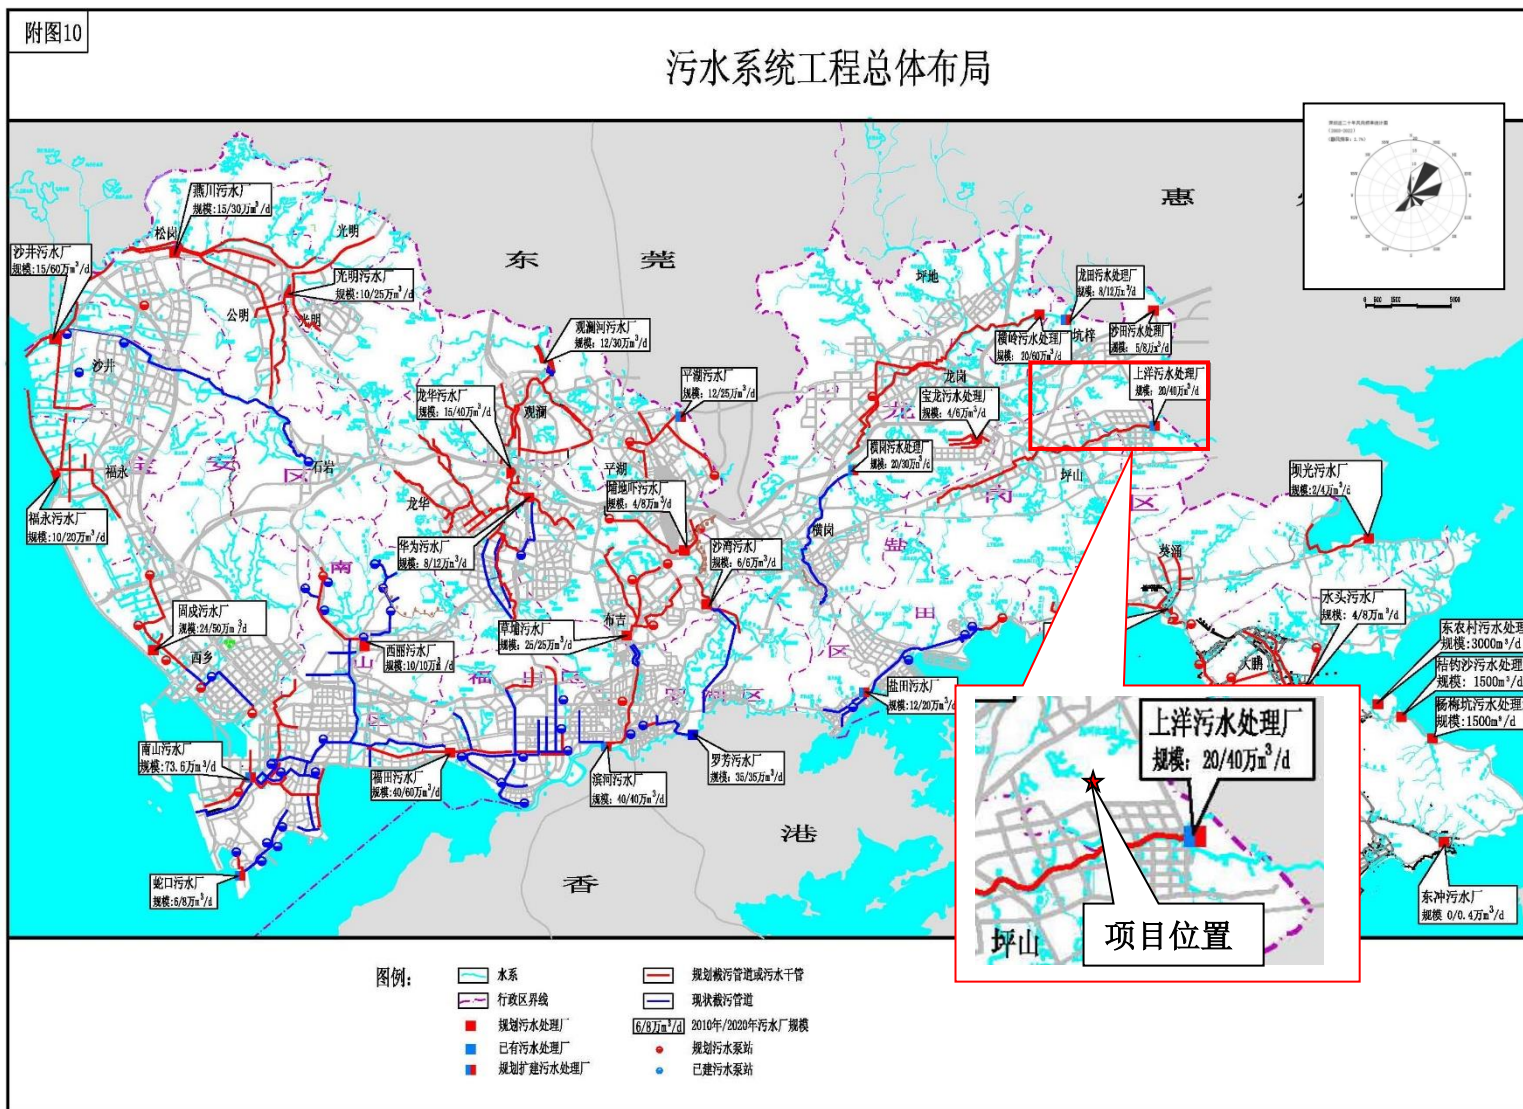 附图10
污水系统工程总体布局
惠
东
莞
香
港
燕川污水厂
规模:15/30万m³/d
松岗
光明
沙井污水厂
规模:15/60万m³/d
光明污水厂
规模:10/25万m³/d
公明
光明
沙井
观澜河污水厂
规模:12/30万m³/d
龙华污水厂
规模:15/40万m³/d
观澜
平湖污水厂
规模:12/25万m³/d
坪地
龙田污水处理厂
规模:8/12万m³/d
坑梓
横岭污水处理厂
规模:20/60万m³/d
沙田污水处理厂
规模:5/8万m³/d
上洋污水处理厂
规模:20/40万m³/d
龙岗
宝龙污水处理厂
规模:4/6万m³/d
横岗污水处理厂
规模:20/30万m³/d
龙
岗
区
坪山
福永
宝
安
区
石岩
福永污水厂
规模:10/20万m³/d
龙华
平湖
埔地吓污水厂
规模:4/8万m³/d
华为污水厂
规模:8/12万m³/d
沙湾污水厂
规模:6/6万m³/d
横岗
盐
田
区
坝光污水厂
规模:2/4万m³/d
葵涌
水头污水厂
规模:4/8万m³/d
大鹏
东农村污水处理
规模:3000m³/d
桔钓沙污水处理
规模:1500m³/d
杨梅坑污水处理
规模:1500m³/d
南
山
区
固戍污水厂
规模:24/50万m³/d
西乡
西丽污水厂
规模:10/10万m³/d
草埔污水厂
规模:25/25万m³/d
布吉
福田区
盐田污水厂
规模:12/20万m³/d
南山污水厂
规模:73.6万m³/d
福田污水厂
规模:40/60万m³/d
滨河污水厂
规模:40/40万m³/d
罗芳污水厂
规模:35/35万m³/d
蛇口污水厂
规模:6/8万m³/d
东冲污水厂
规模 0/0.4万m³/d
上洋污水处理厂
规模:20/40万m³/d
项目位置
坪山
图例:
水系
行政区界线
规划污水处理厂
已有污水处理厂
规划扩建污水处理厂
规划截污管道或污水干管
现状截污管道
6/8万m³/d 2010年/2020年污水厂规模
规划污水泵站
已建污水泵站